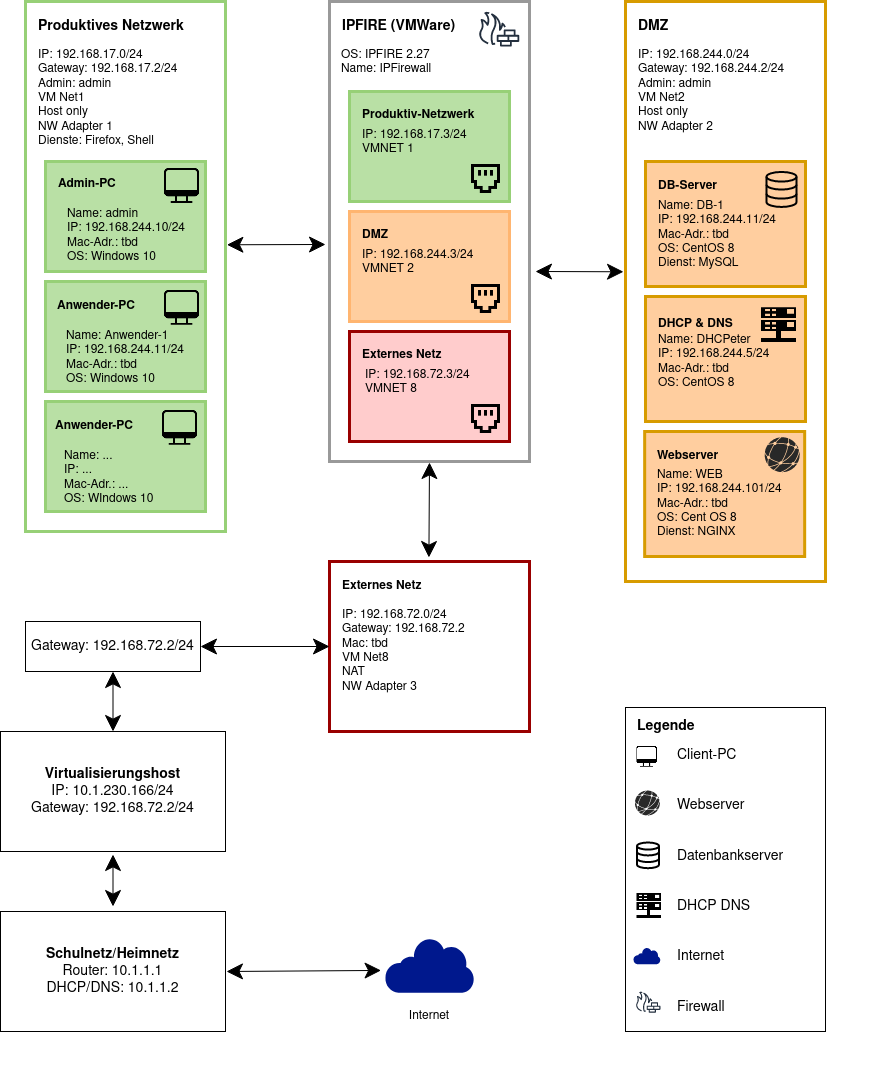 Produktives Netzwerk
IP: 192.168.17.0/24
Gateway: 192.168.17.2/24
Admin: admin
VM Net1
Host only
NW Adapter 1
Dienste: Firefox, Shell
Admin-PC
Name: admin
IP: 192.168.244.10/24
Mac-Adr.: tbd
OS: Windows 10
Anwender-PC
Name: Anwender-1
IP: 192.168.244.11/24
Mac-Adr.: tbd
OS: Windows 10
Anwender-PC
Name: ...
IP: ...
Mac-Adr.: ...
OS: WIndows 10
IPFIRE (VMWare)
OS: IPFIRE 2.27
Name: IPFirewall
Produktiv-Netzwerk
IP: 192.168.17.3/24
VMNET 1
DMZ
IP: 192.168.244.3/24
VMNET 2
Externes Netz
IP: 192.168.72.3/24
VMNET 8
DMZ
IP: 192.168.244.0/24
Gateway: 192.168.244.2/24
Admin: admin
VM Net2
Host only
NW Adapter 2
DB-Server
Name: DB-1
IP: 192.168.244.11/24
Mac-Adr.: tbd
OS: CentOS 8
Dienst: MySQL
DHCP & DNS
Name: DHCPeter
IP: 192.168.244.5/24
Mac-Adr.: tbd
OS: CentOS 8
Webserver
Name: WEB
IP: 192.168.244.101/24
Mac-Adr.: tbd
OS: Cent OS 8
Dienst: NGINX
Externes Netz
IP: 192.168.72.0/24
Gateway: 192.168.72.2
Mac: tbd
VM Net8
NAT
NW Adapter 3
Gateway: 192.168.72.2/24
Virtualisierungshost
IP: 10.1.230.166/24
Gateway: 192.168.72.2/24
Schulnetz/Heimnetz
Router: 10.1.1.1
DHCP/DNS: 10.1.1.2
Internet
Legende
Client-PC
Webserver
Datenbankserver
DHCP DNS
Internet
Firewall